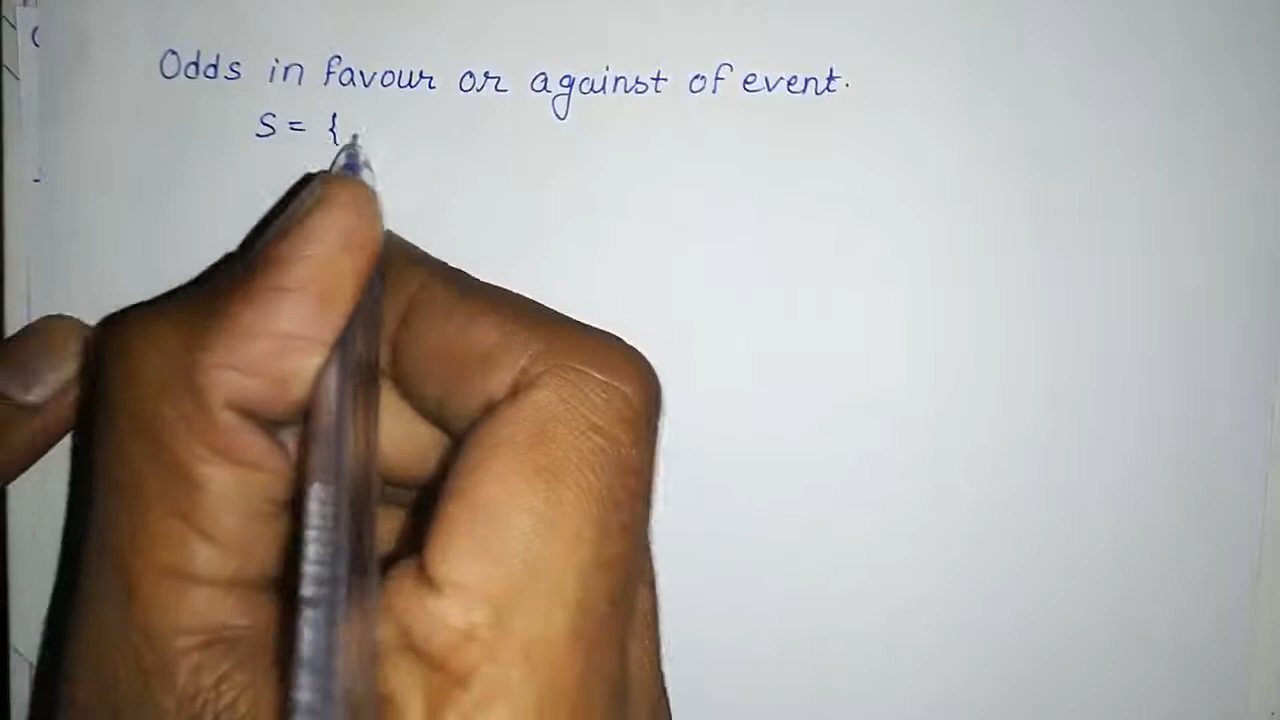 Odds in favour or against of event.
S = {